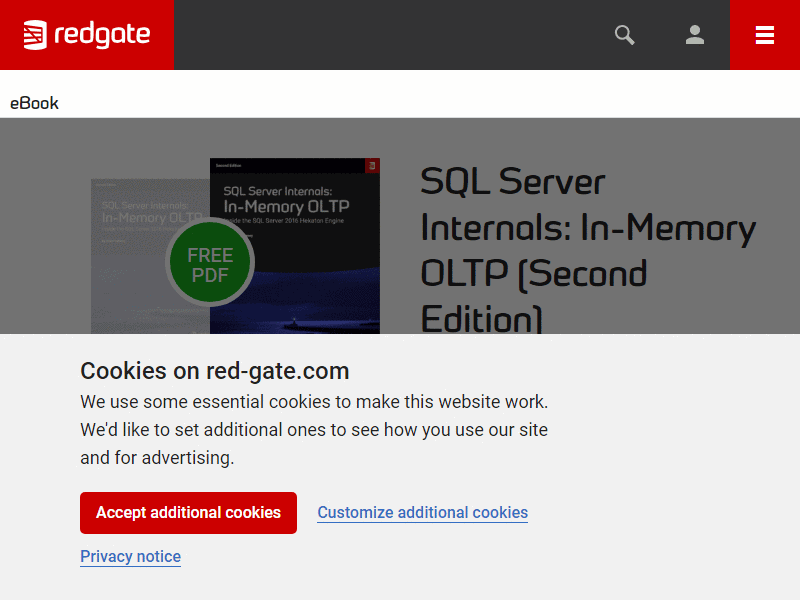 redgate
eBook
SQL Server Internals:
In-Memory OLTP
Second Edition
SQL Server Internals:
In-Memory OLTP
Inside the SQL Server 2016 Hekaton Engine
FREE
PDF
SQL Server
Internals: In-Memory
OLTP (Second
Edition)
Cookies on red-gate.com
We use some essential cookies to make this website work.
We'd like to set additional ones to see how you use our site
and for advertising.
Accept additional cookies
Customize additional cookies
Privacy notice